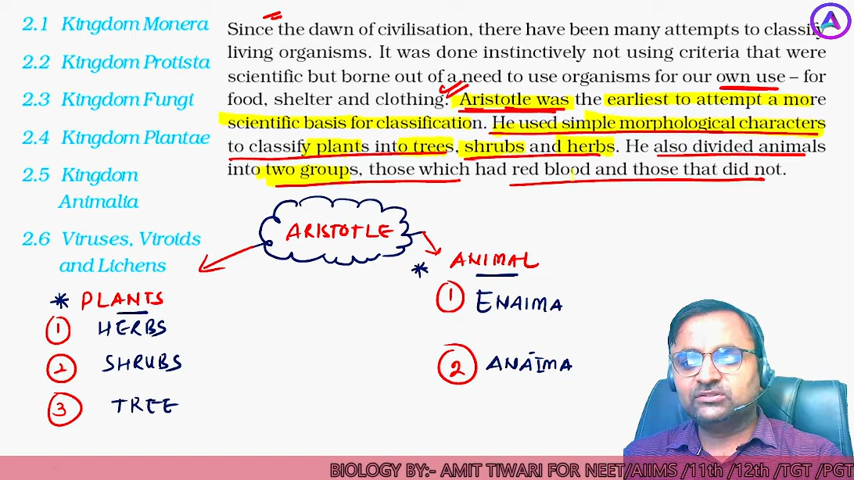 2.1 Kingdom Monera
2.2 Kingdom Protista
2.3 Kingdom Fungi
2.4 Kingdom Plantae
2.5 Kingdom
Animalia
2.6 Viruses, Viroids
and Lichens
Since the dawn of civilisation, there have been many attempts to classify
living organisms. It was done instinctively not using criteria that were
scientific but borne out of a need to use organisms for our own use – for
food, shelter and clothing. Aristotle was the earliest to attempt a more
scientific basis for classification. He used simple morphological characters
to classify plants into trees, shrubs and herbs. He also divided animals
into two groups, those which had red blood and those that did not.
ARISTOTLE
* PLANTS
1 HERBS
2 SHRUBS
3 TREE
* ANIMAL
1 ENAIMA
2 ANAIMA
A
BIOLOGY BY:- AMIT TIWARI FOR NEET/AIIMS /11th /12th /TGT /PGT